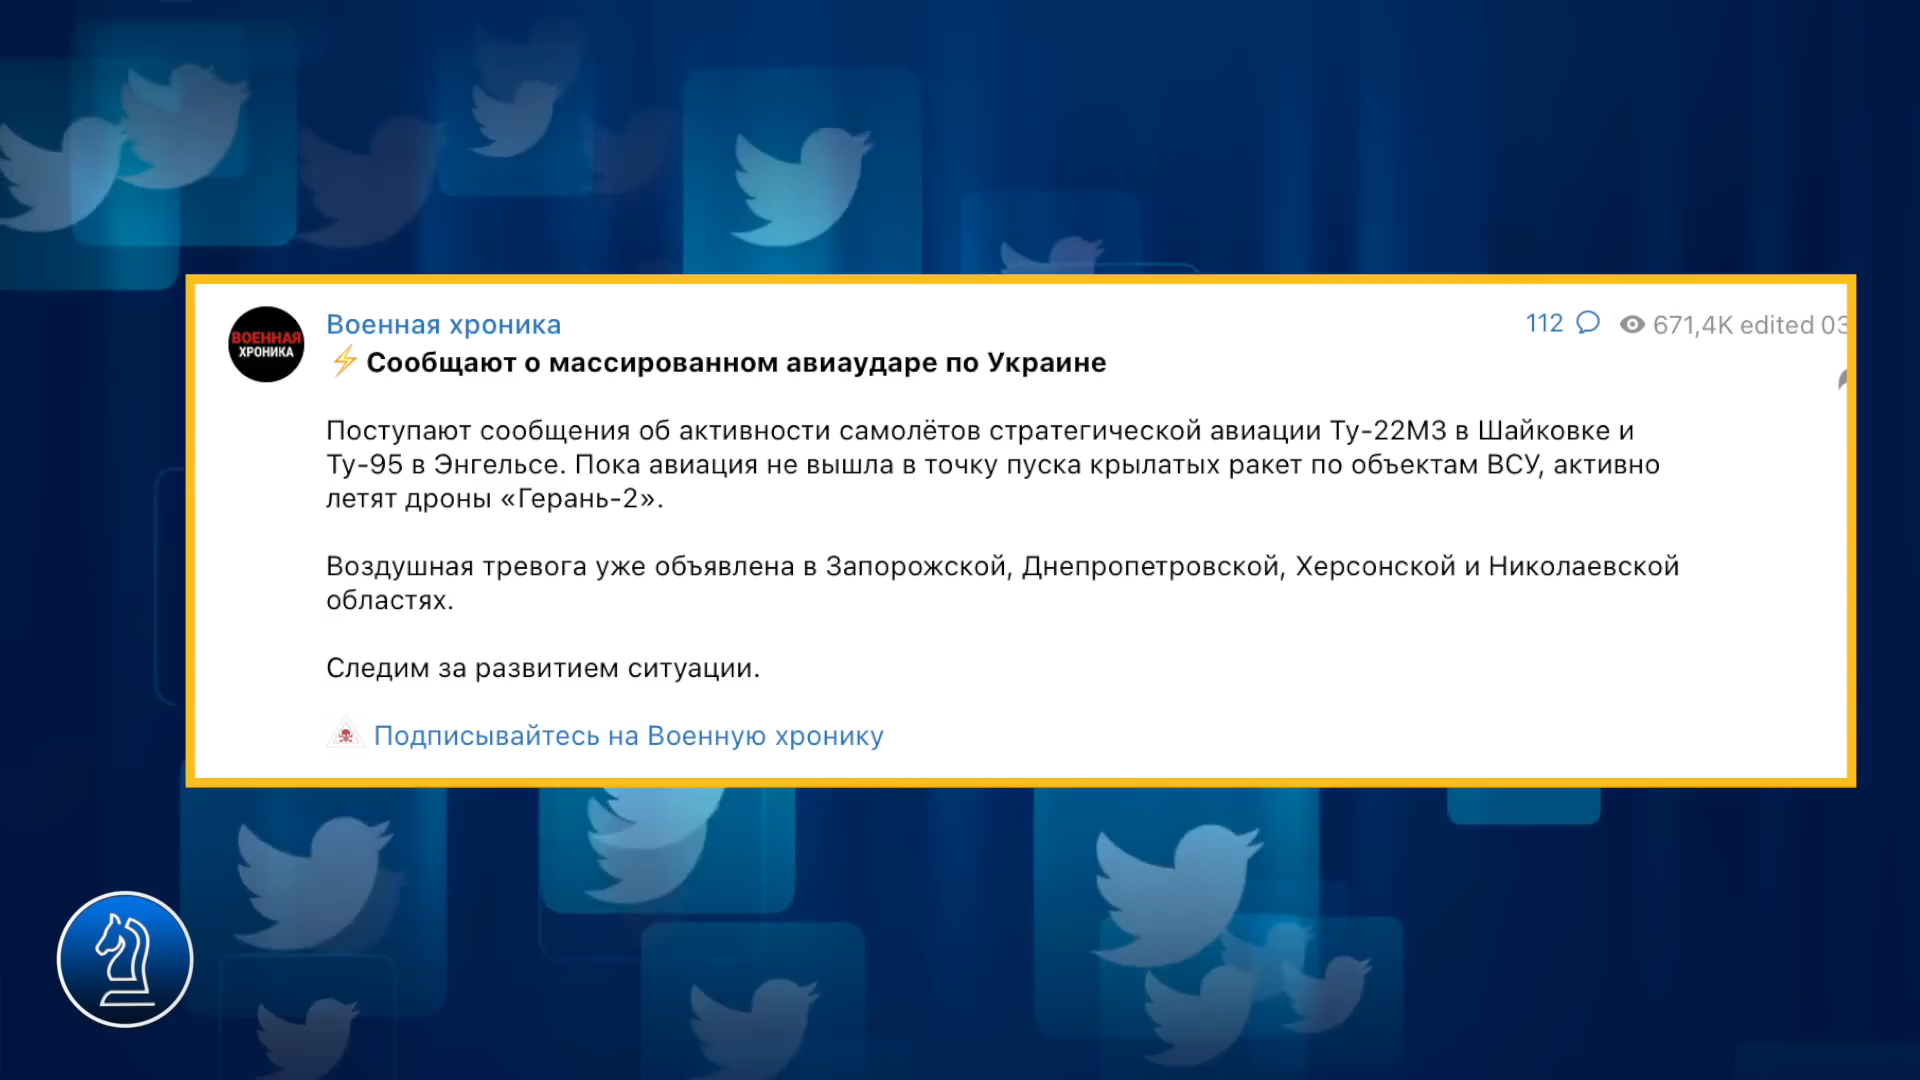 ВОЕННАЯ
ХРОНИКА
Военная хроника
112 671,4K edited 03
⚡Сообщают о массированном авиаударе по Украине
Поступают сообщения об активности самолётов стратегической авиации Ту-22М3 в Шайковке и
Ту-95 в Энгельсе. Пока авиация не вышла в точку пуска крылатых ракет по объектам ВСУ, активно
летят дроны «Герань-2».
Воздушная тревога уже объявлена в Запорожской, Днепропетровской, Херсонской и Николаевской
областях.
Следим за развитием ситуации.
Подписывайтесь на Военную хронику